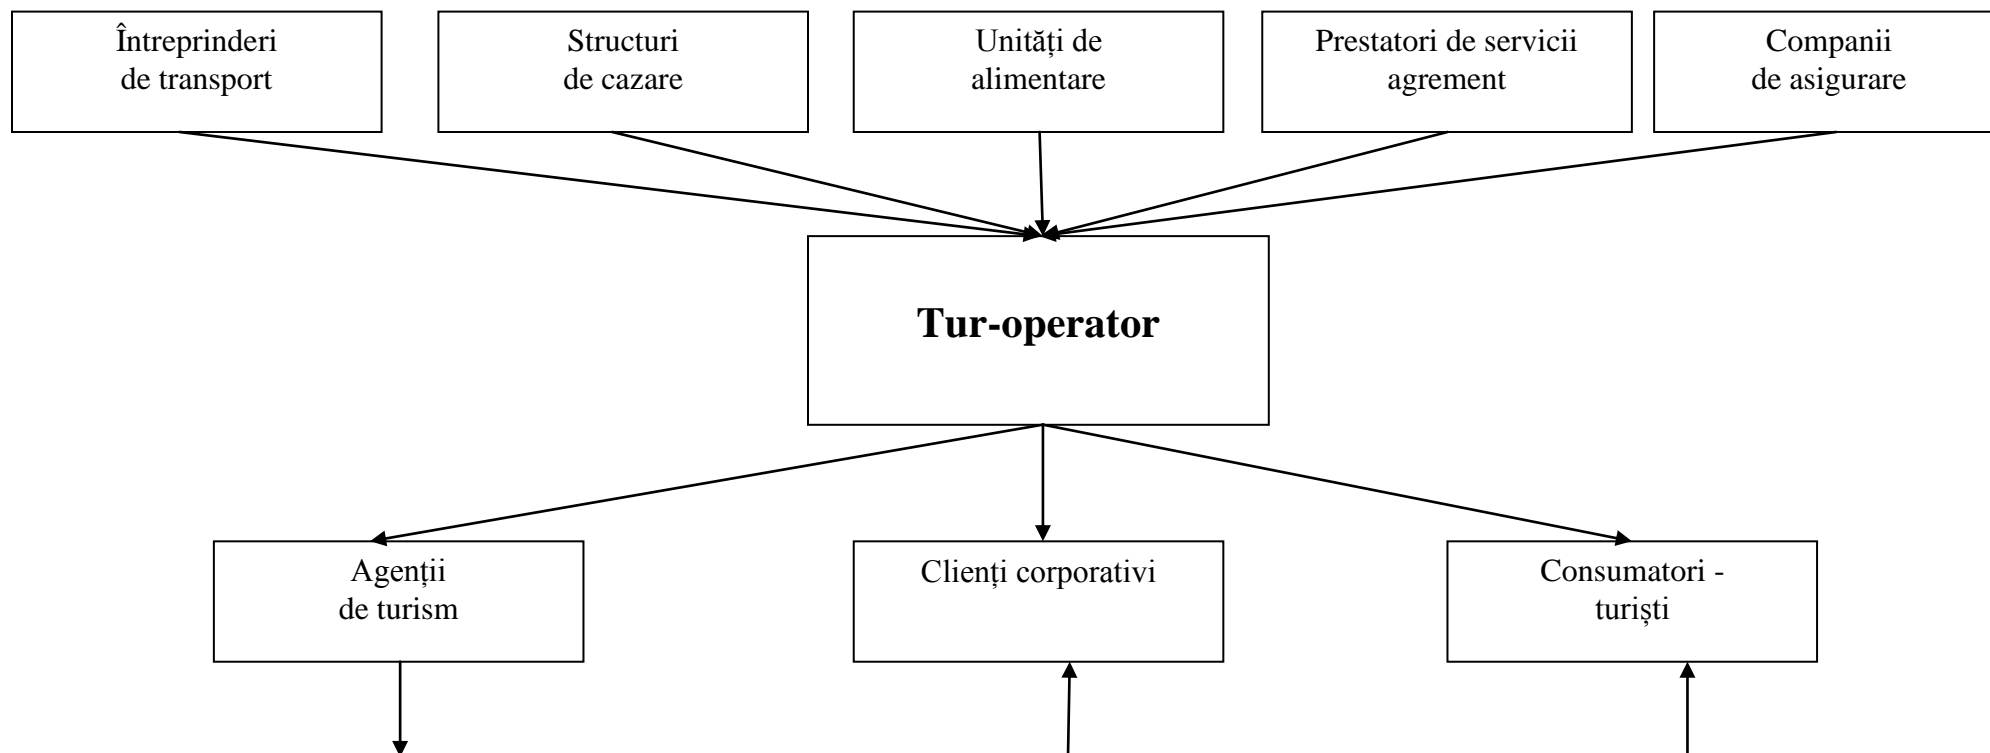 Întreprinderi
de transport
Structuri
de cazare
Unități de
alimentare
Prestatori de servicii
agrement
Companii
de asigurare
Tur-operator
Agenții
de turism
Clienți corporativi
Consumatori -
turiști